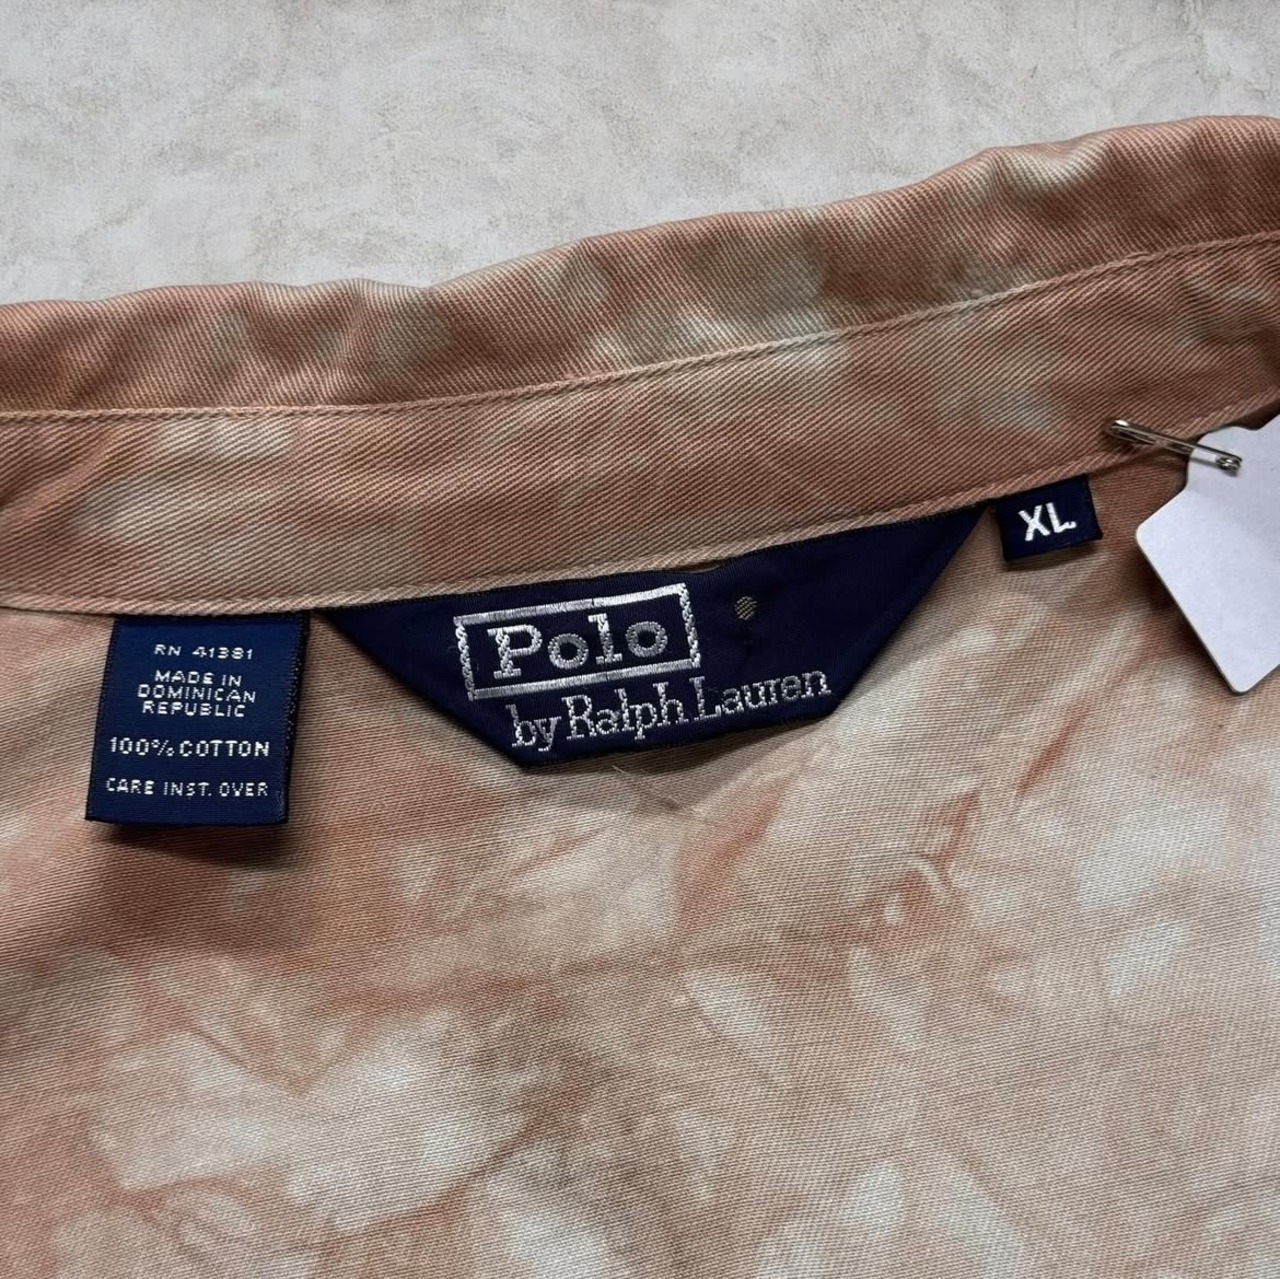 RN 41381
MADE IN
DOMINICAN
REPUBLIC
100% COTTON
CARE INST. OVER
Polo
by Ralph Lauren
XL